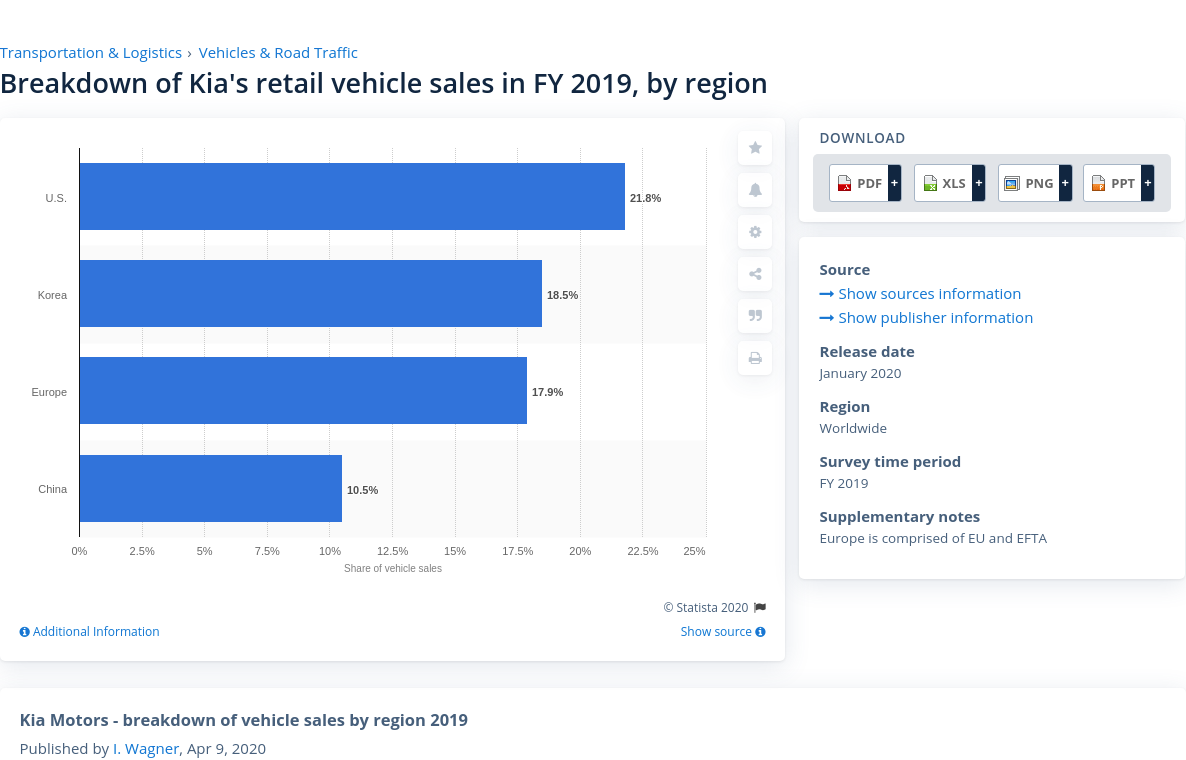 Transportation & Logistics › Vehicles & Road Traffic
Breakdown of Kia's retail vehicle sales in FY 2019, by region
U.S.
21.8%
Korea
18.5%
Europe
17.9%
China
10.5%
0% 2.5% 5% 7.5% 10% 12.5% 15% 17.5% 20% 22.5% 25%
Share of vehicle sales
© Statista 2020
Additional Information
Show source
DOWNLOAD
PDF + XLS + PNG + PPT +
Source
Show sources information
Show publisher information
Release date
January 2020
Region
Worldwide
Survey time period
FY 2019
Supplementary notes
Europe is comprised of EU and EFTA
Kia Motors - breakdown of vehicle sales by region 2019
Published by I. Wagner, Apr 9, 2020